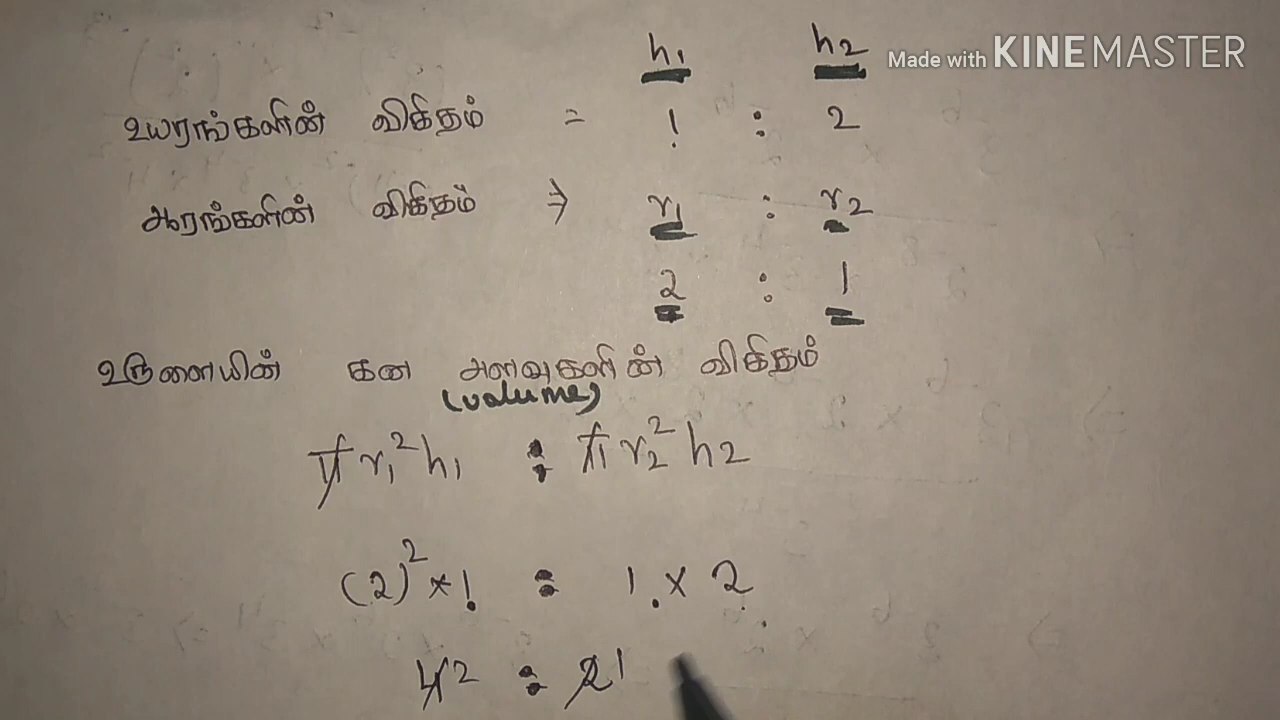 h₁ h₂
Made with KINEMASTER
உயரங்களின் விகிதம் = 1 : 2
ஆரங்களின் விகிதம் ⇒ r₁ : r₂
2 : 1
உருளையின் கன அளவுகளின் விகிதம்
(volume)
π r₁² h₁ : π r₂² h₂
(2)² × 1 : 1 × 2
4 2 : 2 1